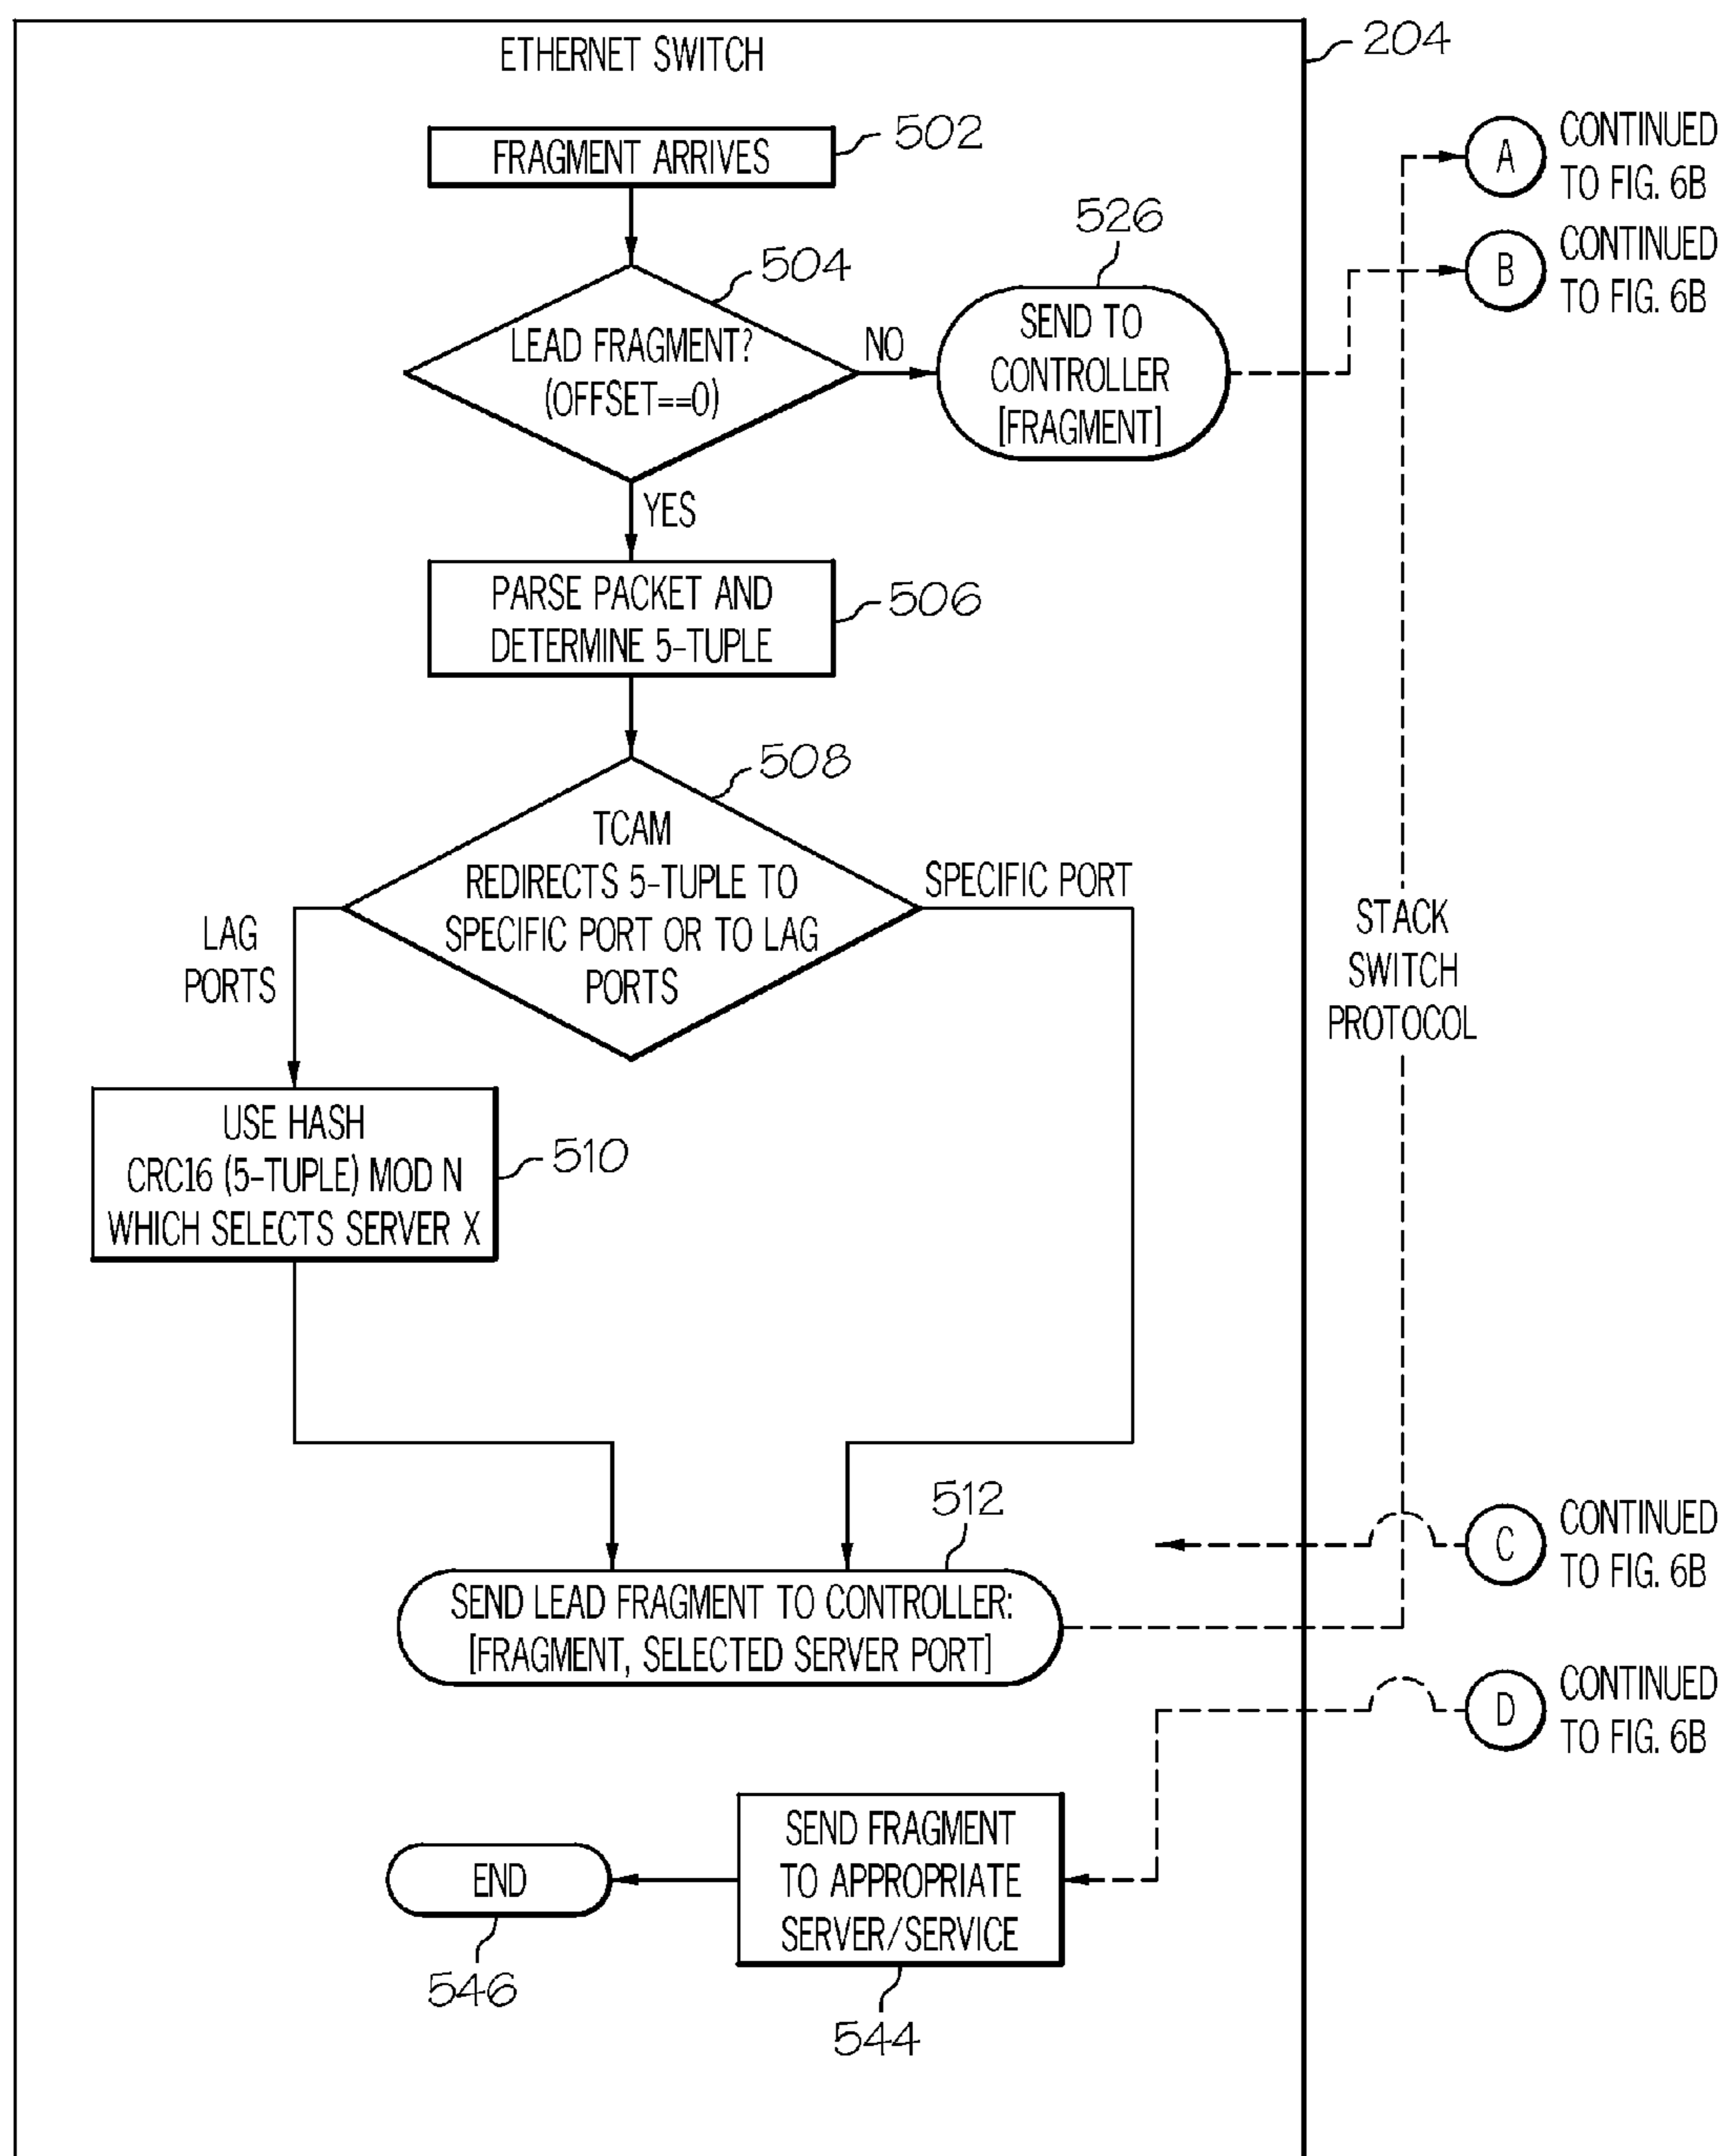 ETHERNET SWITCH
204
FRAGMENT ARRIVES
502
A
CONTINUED
TO FIG. 6B
526
B
CONTINUED
TO FIG. 6B
504
LEAD FRAGMENT?
(OFFSET==0)
NO
SEND TO
CONTROLLER
[FRAGMENT]
YES
PARSE PACKET AND
DETERMINE 5-TUPLE
506
508
TCAM
REDIRECTS 5-TUPLE TO
SPECIFIC PORT OR TO LAG
PORTS
SPECIFIC PORT
LAG
PORTS
STACK
SWITCH
PROTOCOL
USE HASH
CRC16 (5-TUPLE) MOD N
WHICH SELECTS SERVER X
510
512
SEND LEAD FRAGMENT TO CONTROLLER:
[FRAGMENT, SELECTED SERVER PORT]
C
CONTINUED
TO FIG. 6B
D
CONTINUED
TO FIG. 6B
SEND FRAGMENT
TO APPROPRIATE
SERVER/SERVICE
544
END
546